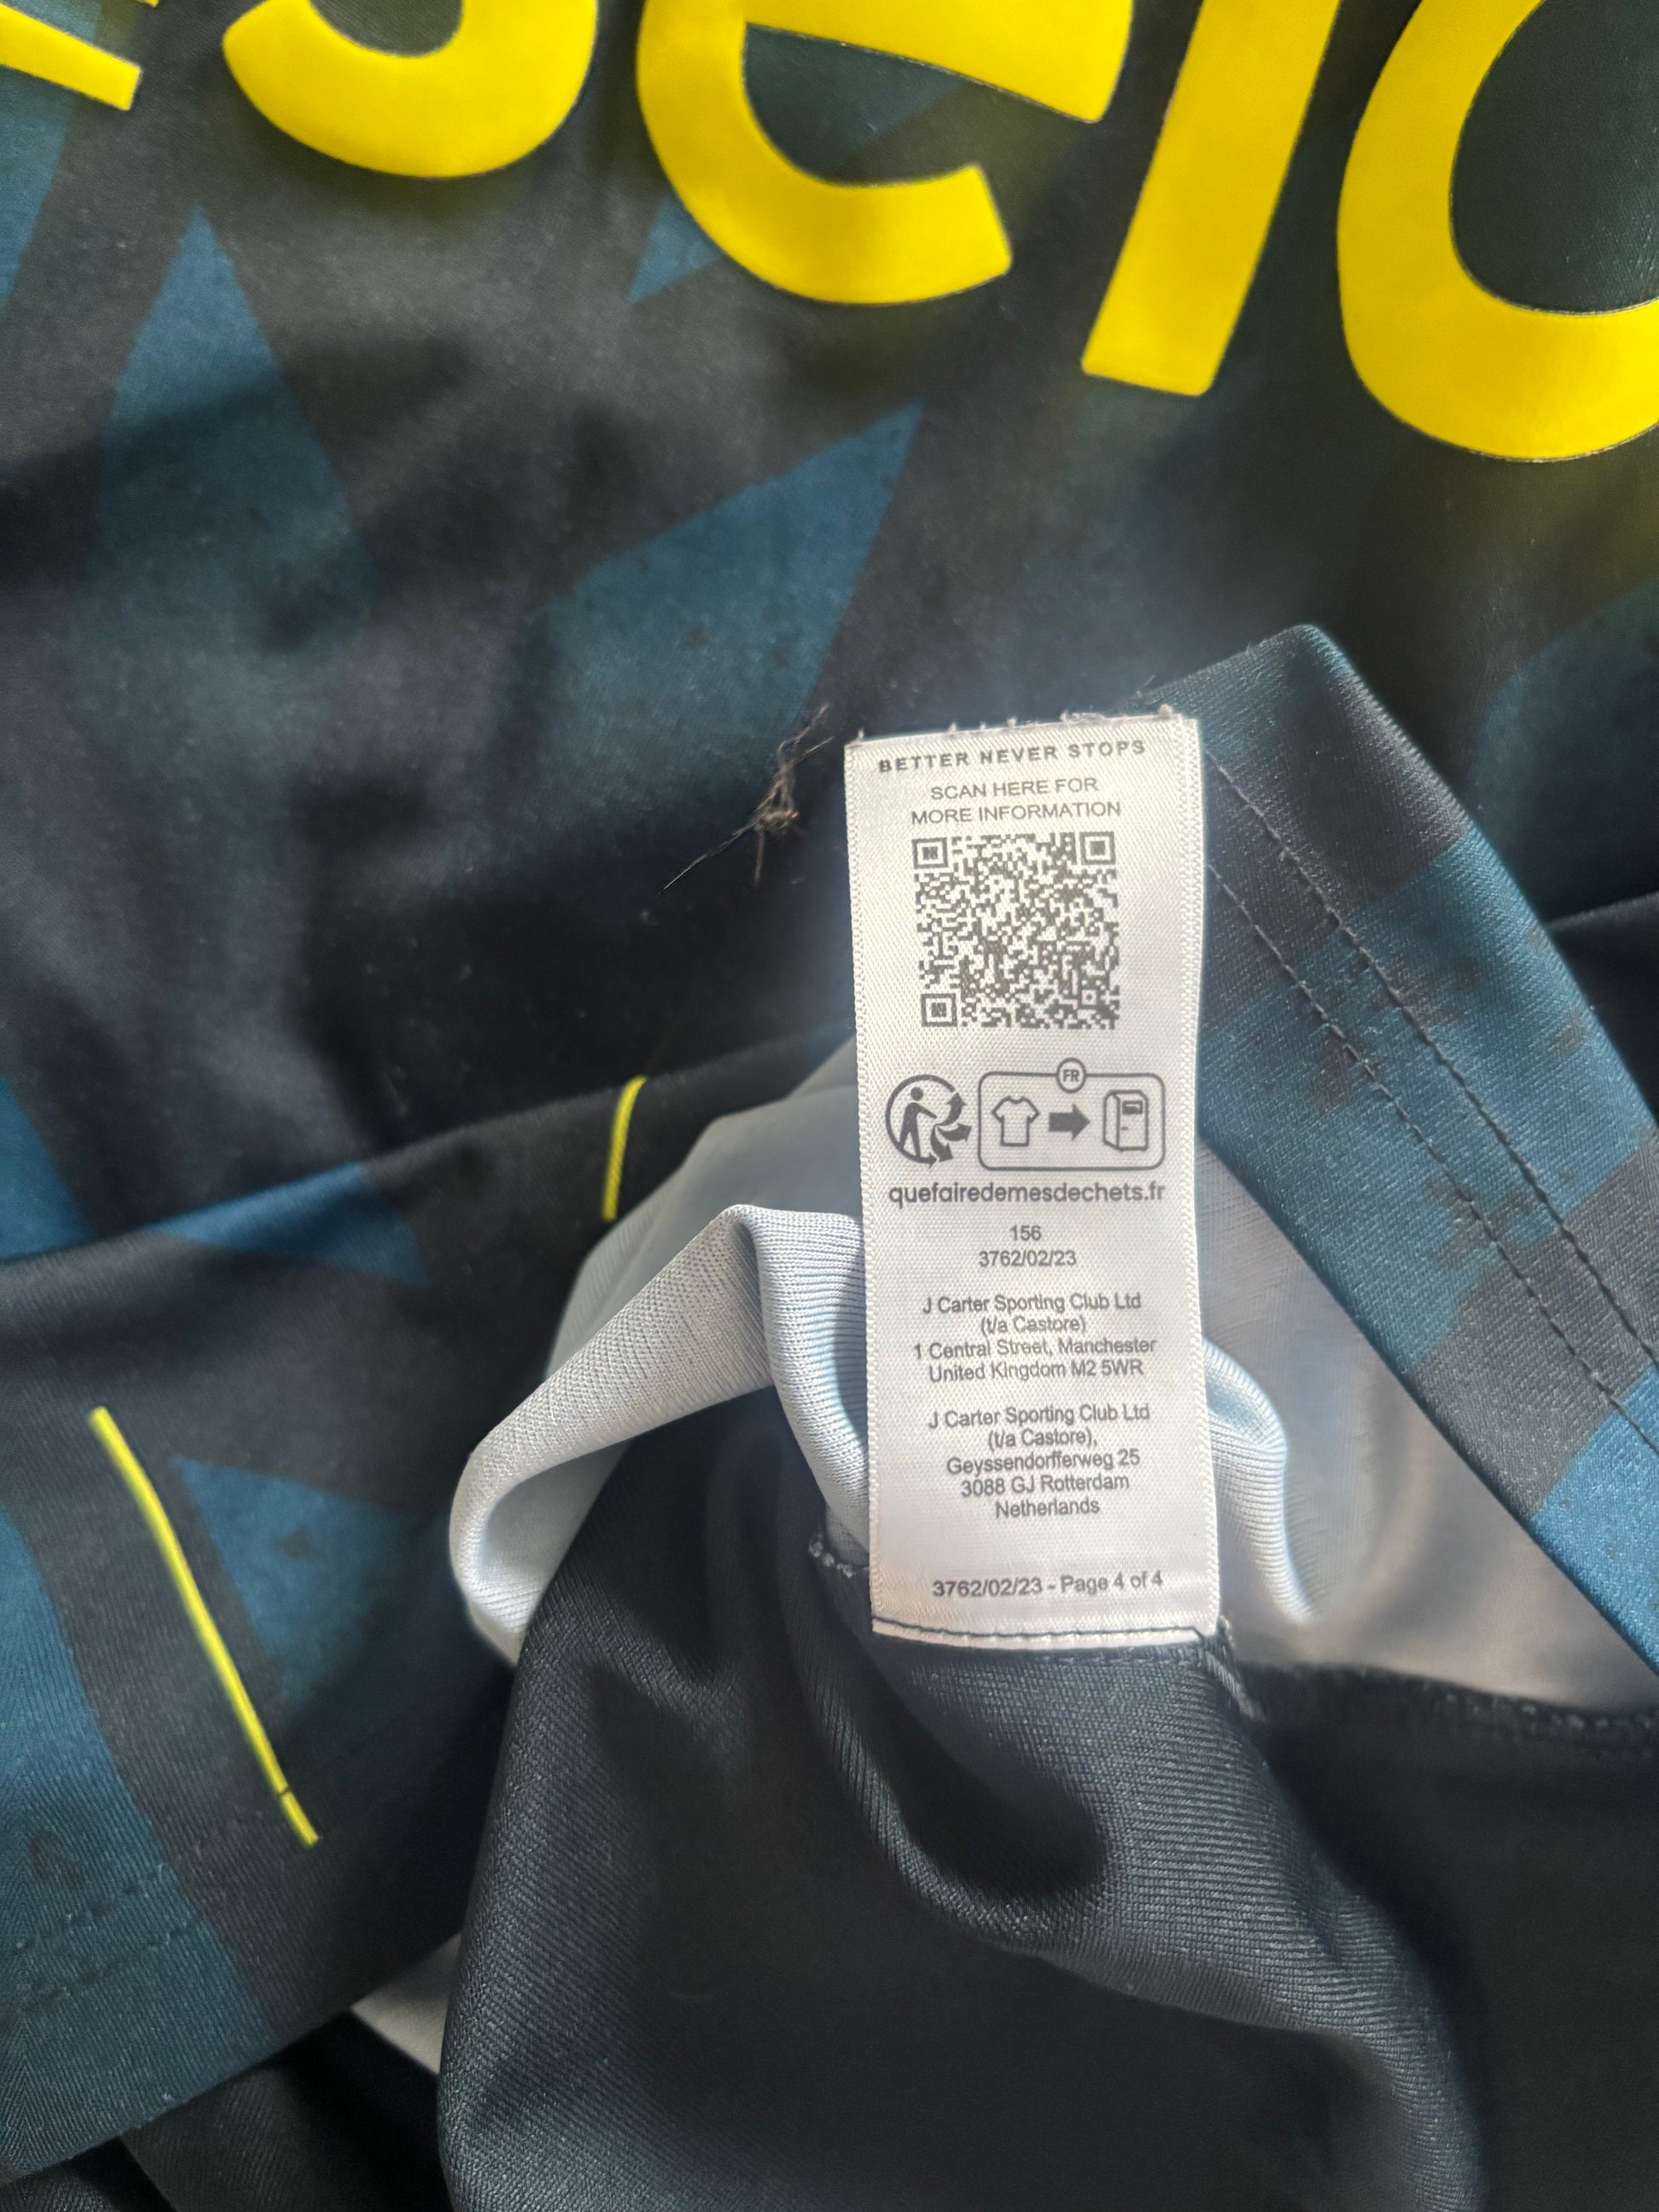 BETTER NEVER STOPS
SCAN HERE FOR
MORE INFORMATION
FR
quefairedemesdechets.fr
156
3762/02/23
J Carter Sporting Club Ltd
(t/a Castore)
1 Central Street, Manchester
United Kingdom M2 5WR
J Carter Sporting Club Ltd
(t/a Castore),
Geyssendorfferweg 25
3088 GJ Rotterdam
Netherlands
3762/02/23 - Page 4 of 4